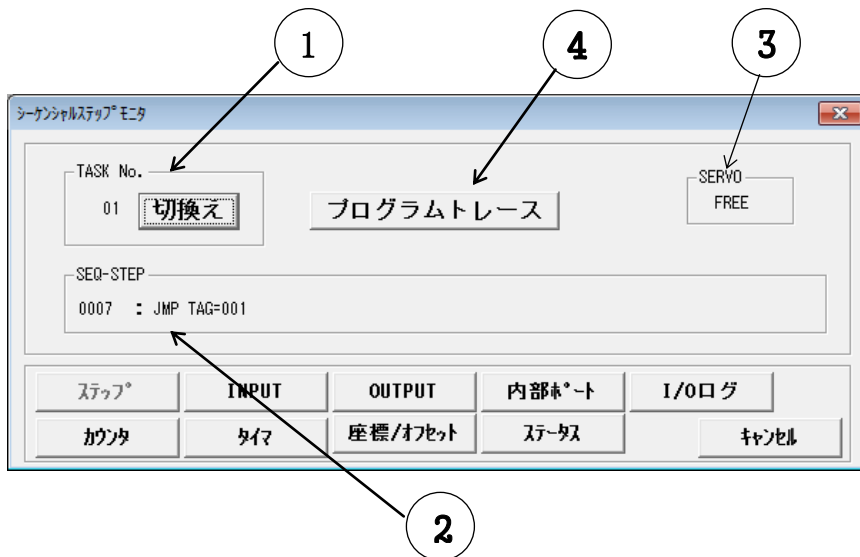 1
4
3
シーケンシャルステップモニタ
TASK No.
01 切換え
プログラムトレース
SERVO
FREE
SEQ-STEP
0007 : JMP TAG=001
ステップ INPUT OUTPUT 内部ポート I/Oログ
カウンタ タイマ 座標/オフセット ステータス キャンセル
2